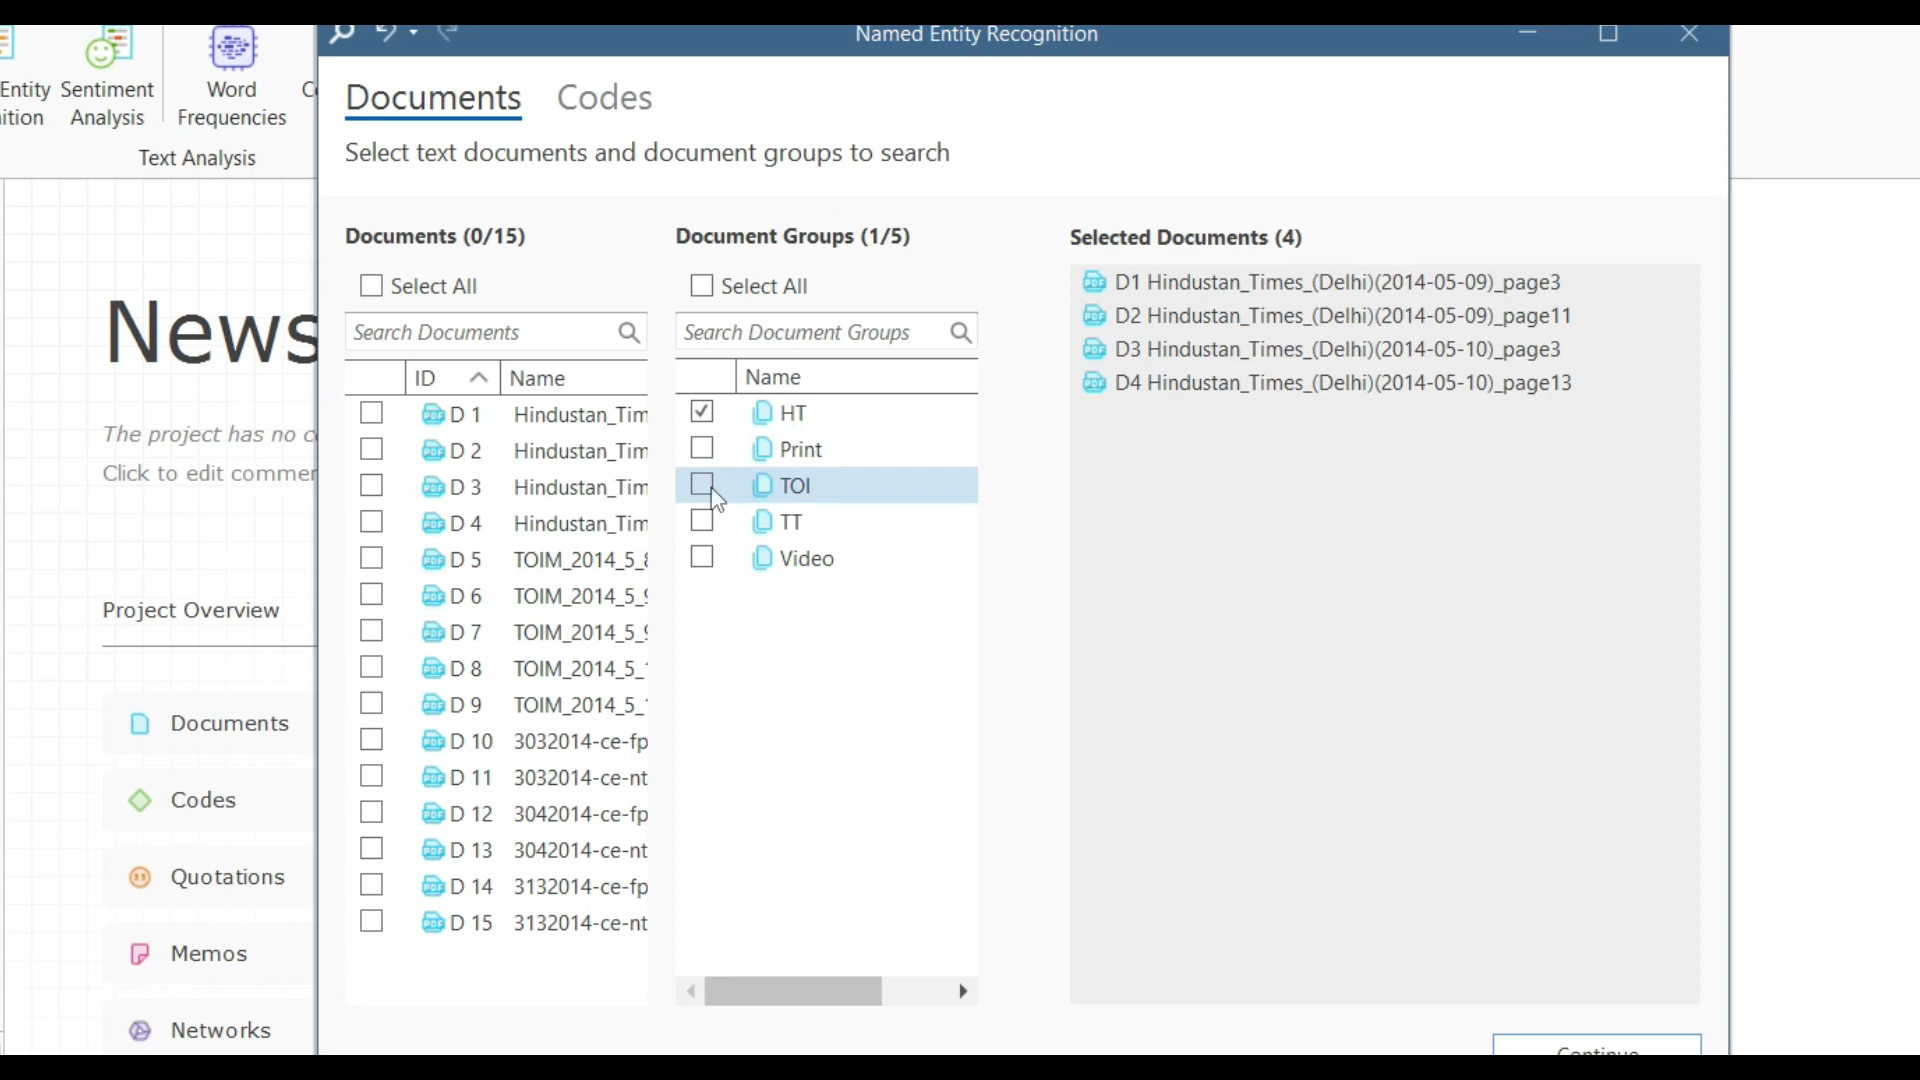 Named Entity Recognition
Entity
Sentiment
Analysis
Word
Frequencies
Text Analysis
Documents Codes
Select text documents and document groups to search
Documents (0/15)
Select All
Search Documents
ID Name
D 1 Hindustan_Tim
D 2 Hindustan_Tim
D 3 Hindustan_Tim
D 4 Hindustan_Tim
D 5 TOIM_2014_5_8
D 6 TOIM_2014_5_9
D 7 TOIM_2014_5_9
D 8 TOIM_2014_5_1
D 9 TOIM_2014_5_1
D 10 3032014-ce-fp
D 11 3032014-ce-nt
D 12 3042014-ce-fp
D 13 3042014-ce-nt
D 14 3132014-ce-fp
D 15 3132014-ce-nt
Document Groups (1/5)
Select All
Search Document Groups
Name
HT
Print
TOI
TT
Video
Selected Documents (4)
D1 Hindustan_Times_(Delhi)(2014-05-09)_page3
D2 Hindustan_Times_(Delhi)(2014-05-09)_page11
D3 Hindustan_Times_(Delhi)(2014-05-10)_page3
D4 Hindustan_Times_(Delhi)(2014-05-10)_page13
Continue
News
The project has no
Click to edit commen
Project Overview
Documents
Codes
Quotations
Memos
Networks